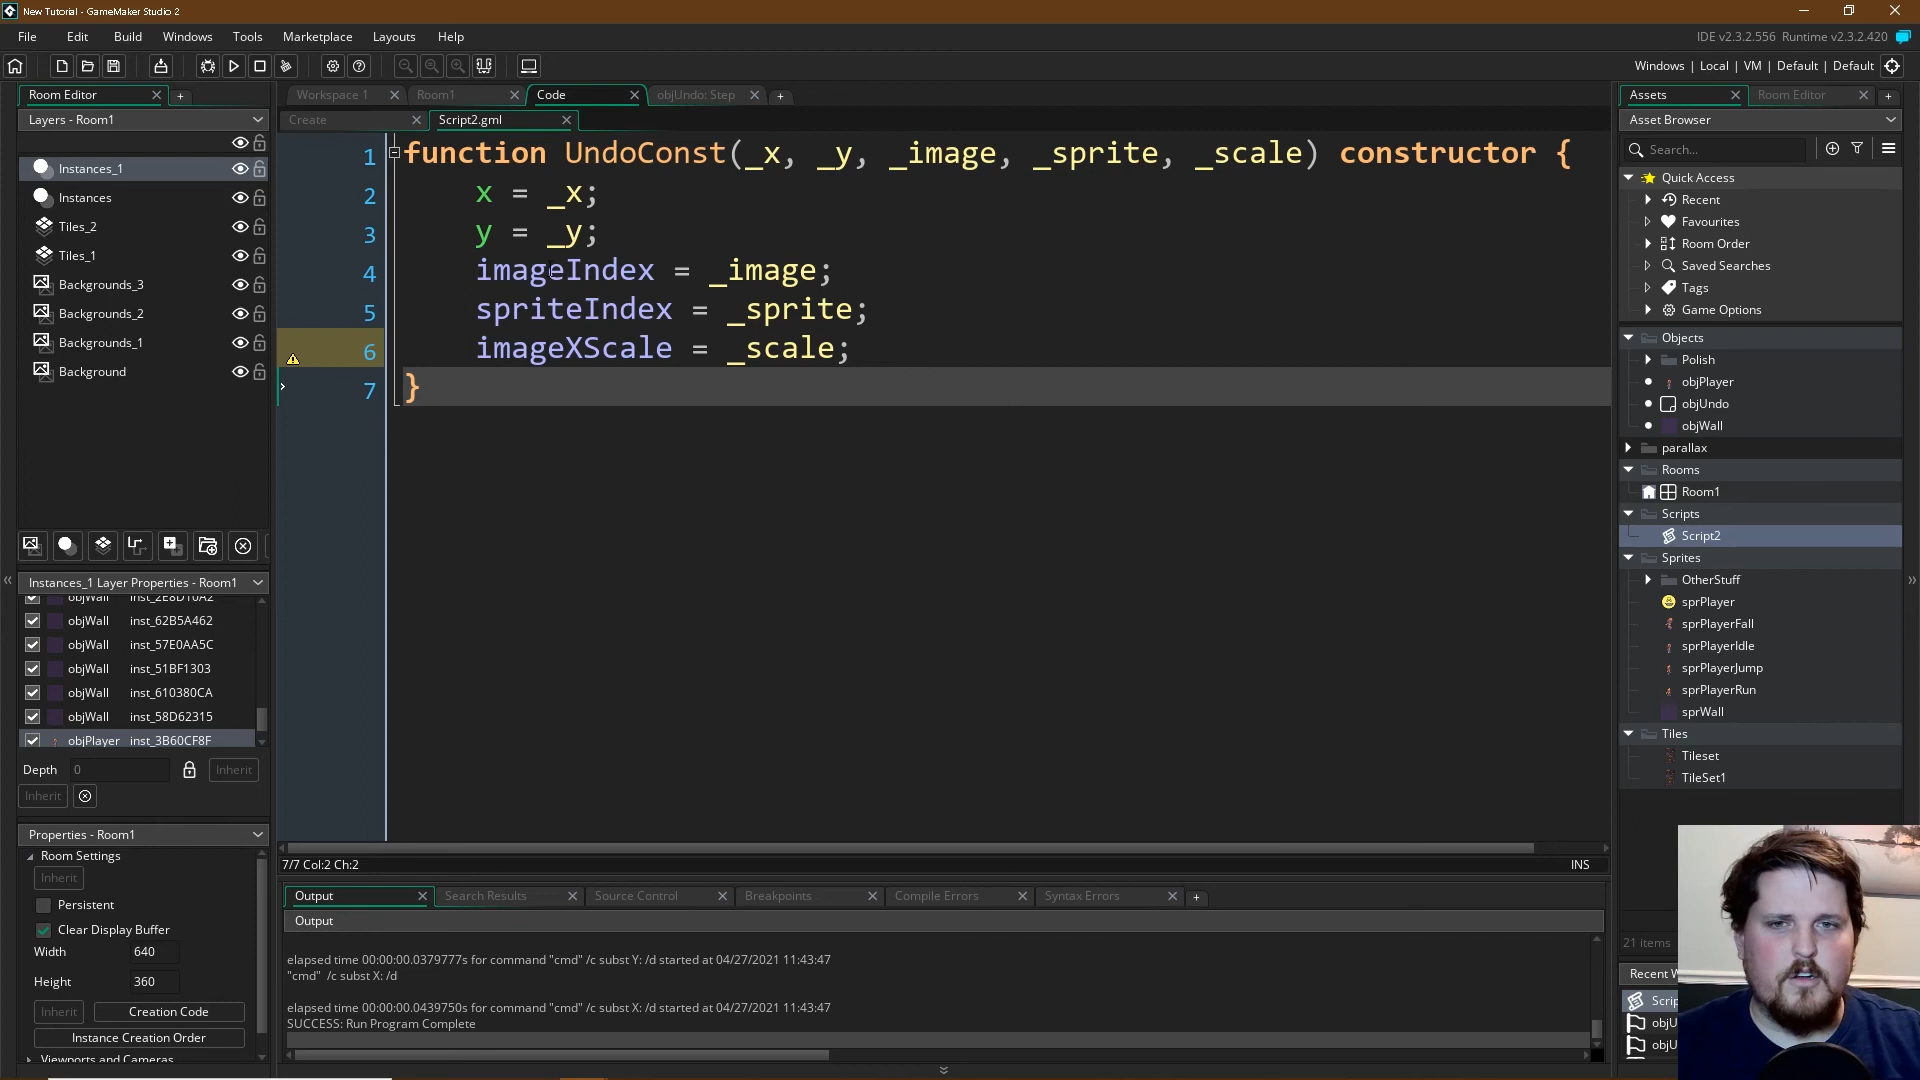 New Tutorial - GameMaker Studio 2
File Edit Build Windows Tools Marketplace Layouts Help
IDE v2.3.2.556 Runtime v2.3.2.420
Windows | Local | VM | Default | Default
Room Editor
Layers - Room1
Instances_1
Instances
Tiles_2
Tiles_1
Backgrounds_3
Backgrounds_2
Backgrounds_1
Background
Instances_1 Layer Properties - Room1
objWall inst_2E8D10A2
objWall inst_62B5A462
objWall inst_57E0AA5C
objWall inst_51BF1303
objWall inst_610380CA
objWall inst_58D62315
objPlayer inst_3B60CF8F
Depth 0 Inherit
Inherit
Properties - Room1
Room Settings
Inherit
Persistent
Clear Display Buffer
Width 640
Height 360
Inherit Creation Code
Instance Creation Order
Viewports and Cameras
Workspace 1 Room1 Code objUndo: Step
Create Script2.gml
1 function UndoConst(_x, _y, _image, _sprite, _scale) constructor {
2 x = _x;
3 y = _y;
4 imageIndex = _image;
5 spriteIndex = _sprite;
6 imageXScale = _scale;
7 }
7/7 Col:2 Ch:2 INS
Output Search Results Source Control Breakpoints Compile Errors Syntax Errors
Output
elapsed time 00:00:00.0379777s for command "cmd" /c subst Y: /d started at 04/27/2021 11:43:47
"cmd" /c subst X: /d
elapsed time 00:00:00.0439750s for command "cmd" /c subst X: /d started at 04/27/2021 11:43:47
SUCCESS: Run Program Complete
Assets Room Editor
Asset Browser
Search...
Quick Access
Recent
Favourites
Room Order
Saved Searches
Tags
Game Options
Objects
Polish
objPlayer
objUndo
objWall
parallax
Rooms
Room1
Scripts
Script2
Sprites
OtherStuff
sprPlayer
sprPlayerFall
sprPlayerIdle
sprPlayerJump
sprPlayerRun
sprWall
Tiles
Tileset
TileSet1
21 items
Recent W
Scrip
objU
objU